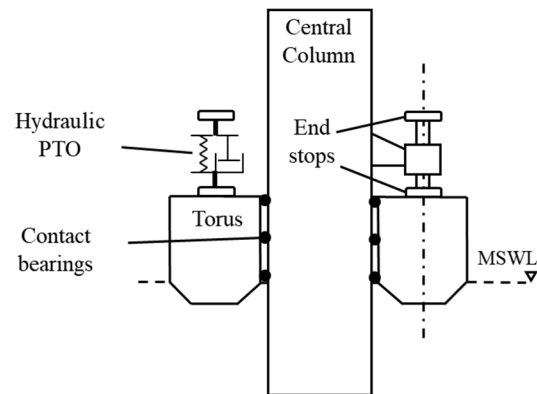 Central
Column
Hydraulic
PTO
End
stops
Torus
Contact
bearings
MSWL